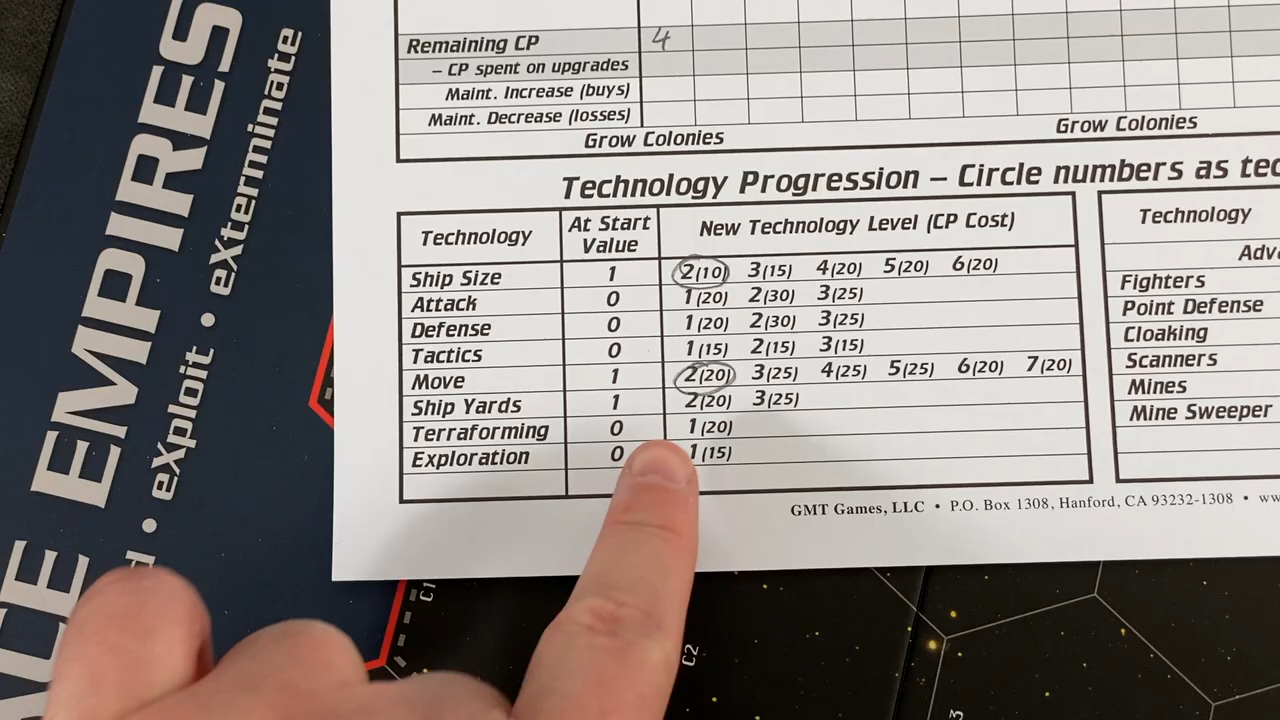 EMPIRES
eXploit • eXterminate
Remaining CP 4
– CP spent on upgrades
Maint. Increase (buys)
Maint. Decrease (losses)
Grow Colonies Grow Colonies
Technology Progression – Circle numbers as
Technology At Start Value New Technology Level (CP Cost)
Ship Size 1 2(10) 3(15) 4(20) 5(20) 6(20)
Attack 0 1(20) 2(30) 3(25)
Defense 0 1(20) 2(30) 3(25)
Tactics 0 1(15) 2(15) 3(15)
Move 1 2(20) 3(25) 4(25) 5(25) 6(20) 7(20)
Ship Yards 1 2(20) 3(25)
Terraforming 0 1(20)
Exploration 0 1(15)
Technology
Fighters
Point Defense
Cloaking
Scanners
Mines
Mine Sweeper
GMT Games, LLC • P.O. Box 1308, Hanford, CA 93232-1308 •
C1
C2